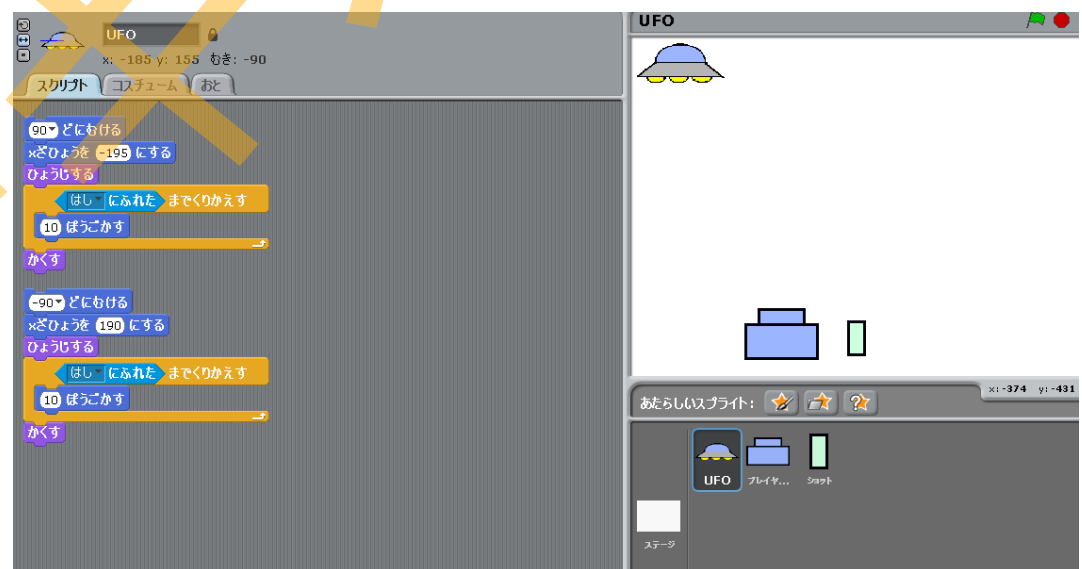 UFO
x: -185 y: 155 むき: -90
スクリプト コスチューム おと
90 どにむける
xざひょうを -195 にする
ひょうじする
はし にふれた までくりかえす
10 ぽうごかす
かくす
-90 どにむける
xざひょうを 190 にする
ひょうじする
はし にふれた までくりかえす
10 ぽうごかす
かくす
UFO
x: -374 y: -431
あたらしいスプライト:
UFO プレイヤ... ショット
ステージ